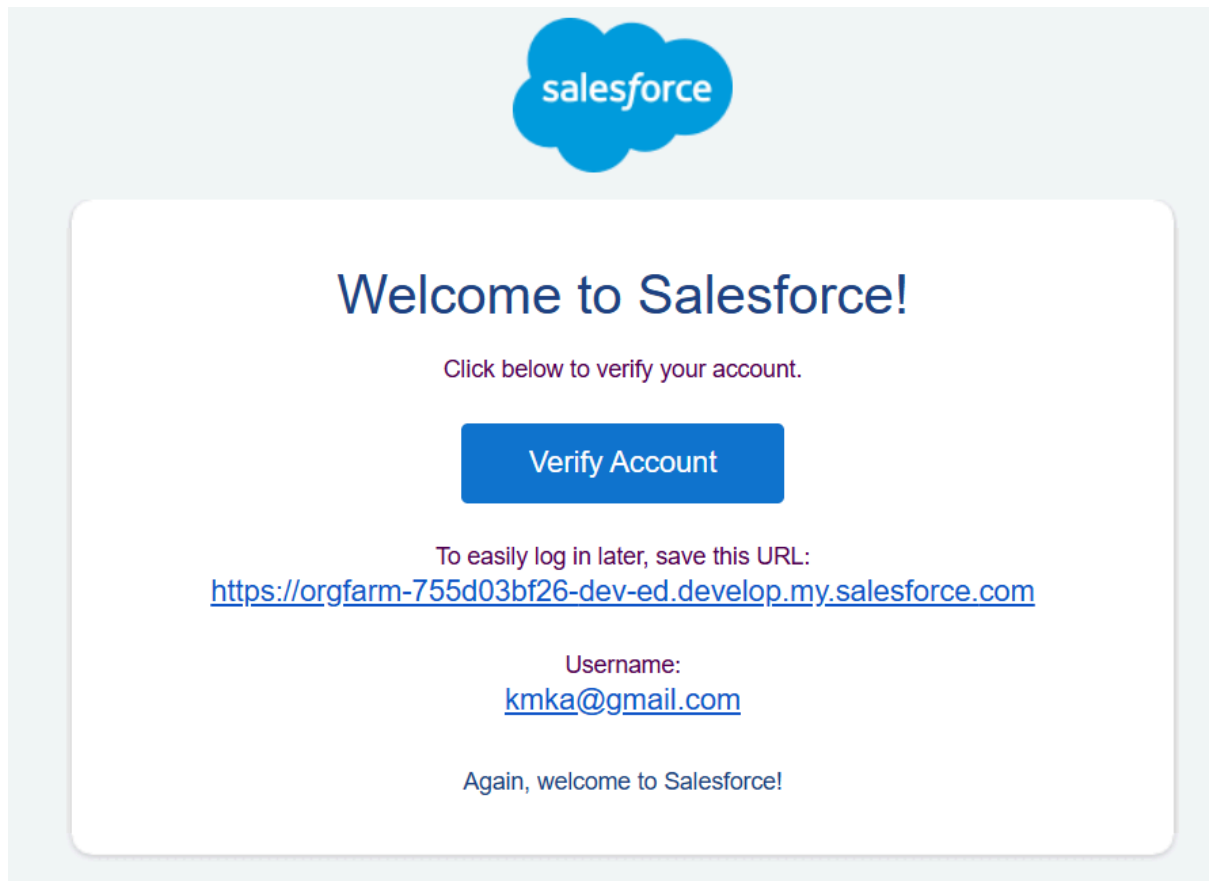 salesforce
Welcome to Salesforce!
Click below to verify your account.
Verify Account
To easily log in later, save this URL:
https://orgfarm-755d03bf26-dev-ed.develop.my.salesforce.com
Username:
kmka@gmail.com
Again, welcome to Salesforce!